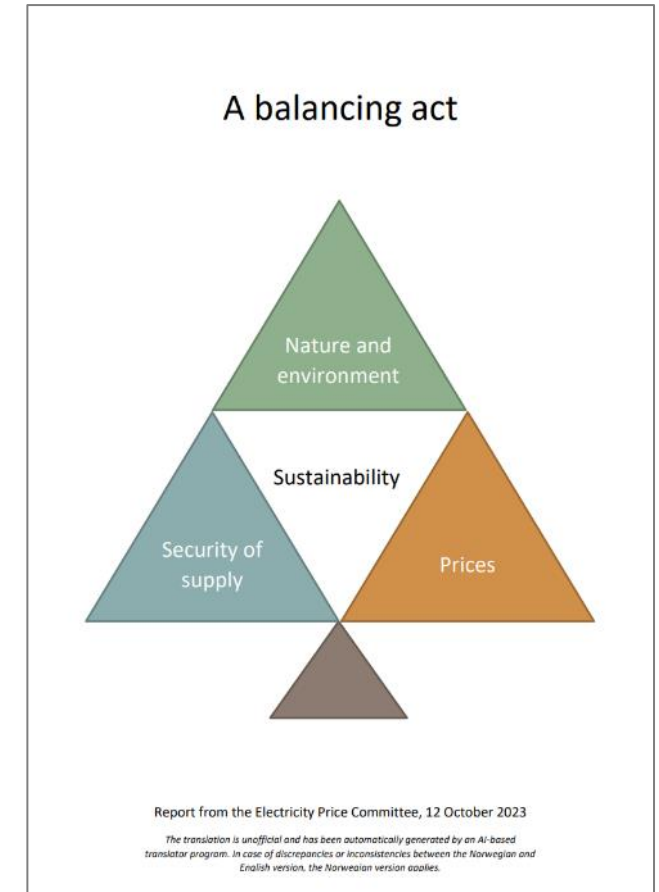 A balancing act
Nature and
environment
Sustainability
Security of
supply
Prices
Report from the Electricity Price Committee, 12 October 2023
The translation is unofficial and has been automatically generated by an AI-based
translator program. In case of discrepancies or inconsistencies between the Norwegian and
English version, the Norwegian version applies.